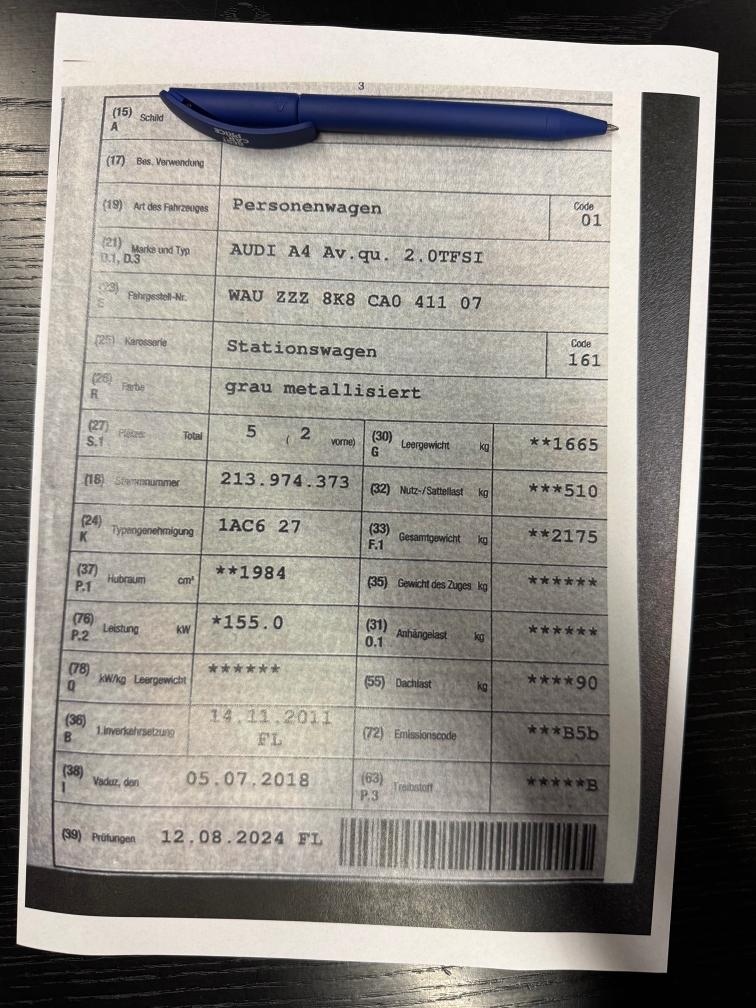 3
(15) Schild
A
(17) Bes. Verwendung
(19) Art des Fahrzeuges Personenwagen Code 01
(21) Marke und Typ AUDI A4 Av.qu. 2.0TFSI
D.1, D.3
(23) Fahrgestell-Nr. WAU ZZZ 8K8 CA0 411 07
E
(25) Karosserie Stationswagen Code 161
(26) Farbe grau metallisiert
R
(27) Plätze: Total 5 ( 2 vorne) (30) Leergewicht kg **1665
S.1 G
(18) Stammnummer 213.974.373 (32) Nutz-/Sattellast kg ***510
(24) Typengenehmigung 1AC6 27 (33) Gesamtgewicht kg **2175
K F.1
(37) Hubraum cm³ **1984 (35) Gewicht des Zuges kg ******
P.1
(76) Leistung kW *155.0 (31) Anhängelast kg ******
P.2 O.1
(78) kW/kg Leergewicht ****** (55) Dachlast kg ****90
Q
(36) 1.Inverkehrsetzung 14.11.2011 FL (72) Emissionscode ***B5b
B
(38) Vaduz, den 05.07.2018 (63) Treibstoff *****B
I P.3
(39) Prüfungen 12.08.2024 FL